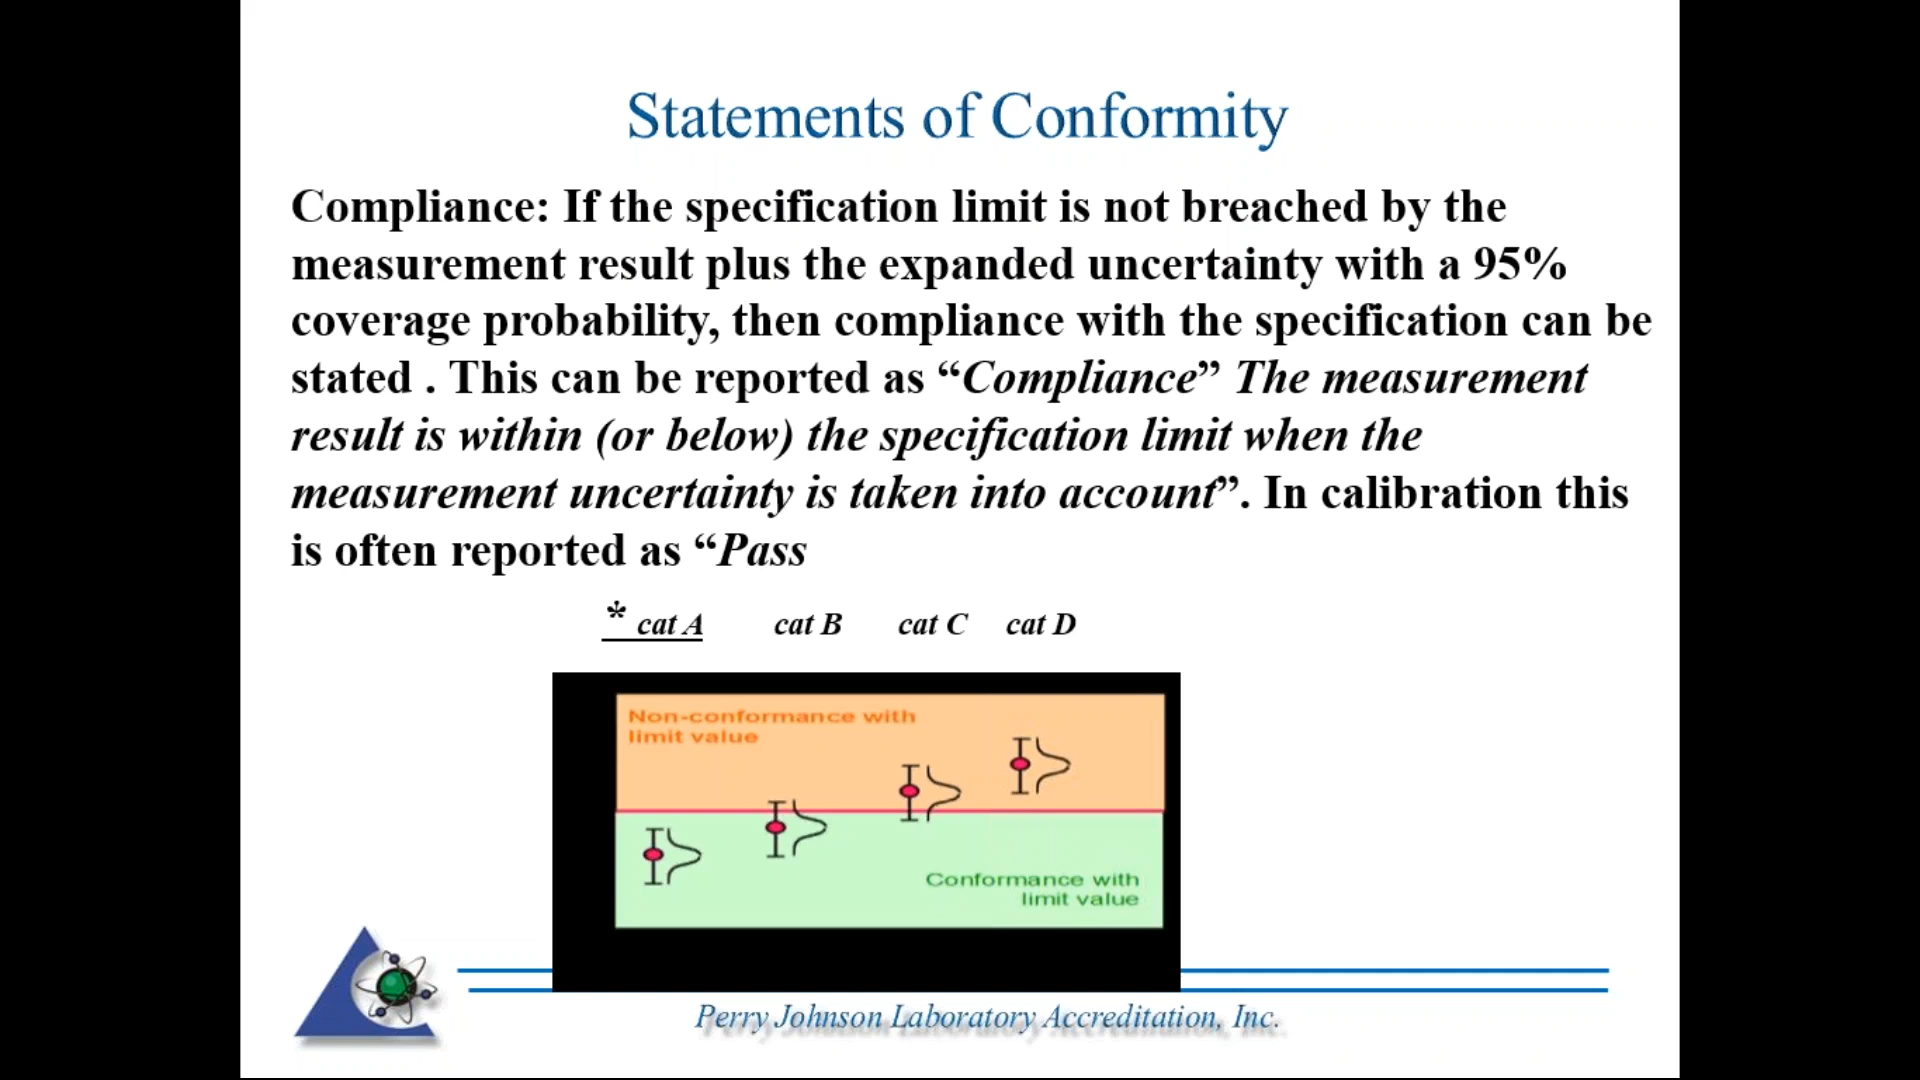 Statements of Conformity
Compliance: If the specification limit is not breached by the
measurement result plus the expanded uncertainty with a 95%
coverage probability, then compliance with the specification can be
stated . This can be reported as “Compliance” The measurement
result is within (or below) the specification limit when the
measurement uncertainty is taken into account”. In calibration this
is often reported as “Pass
* cat A cat B cat C cat D
Non-conformance with
limit value
Conformance with
limit value
Perry Johnson Laboratory Accreditation, Inc.